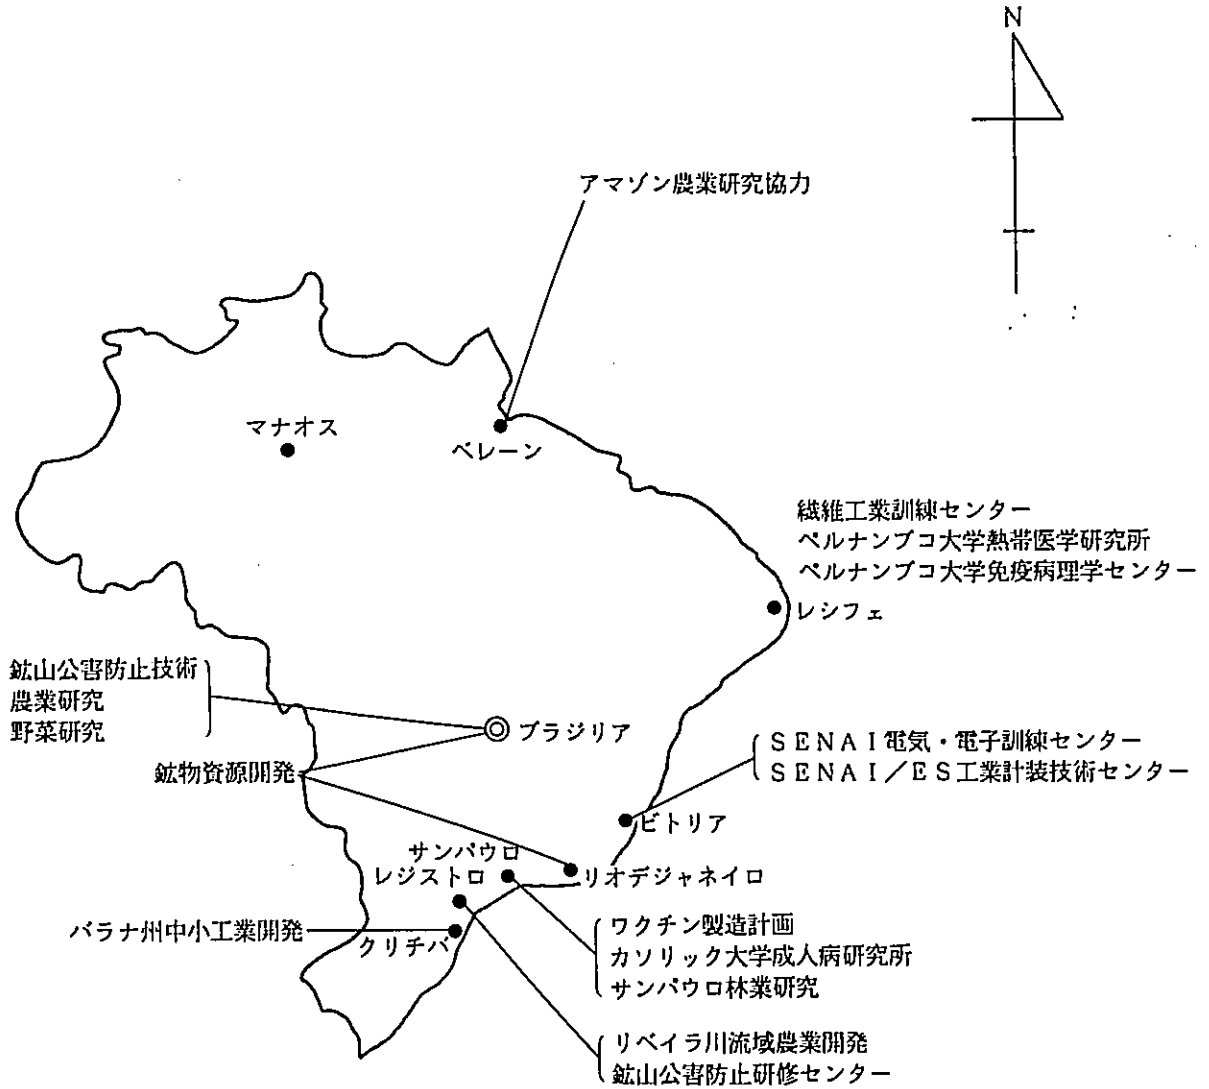 N
アマゾン農業研究協力
マナオス
ベレーン
繊維工業訓練センター
ペルナンブコ大学熱帯医学研究所
ペルナンブコ大学免疫病理学センター
レシフェ
鉱山公害防止技術
農業研究
野菜研究
ブラジリア
鉱物資源開発
SENAI電気・電子訓練センター
SENAI/ES工業計装技術センター
ビトリア
サンパウロ
レジストロ
リオデジャネイロ
パラナ州中小工業開発
クリチバ
ワクチン製造計画
カソリック大学成人病研究所
サンパウロ林業研究
リベイラ川流域農業開発
鉱山公害防止研修センター